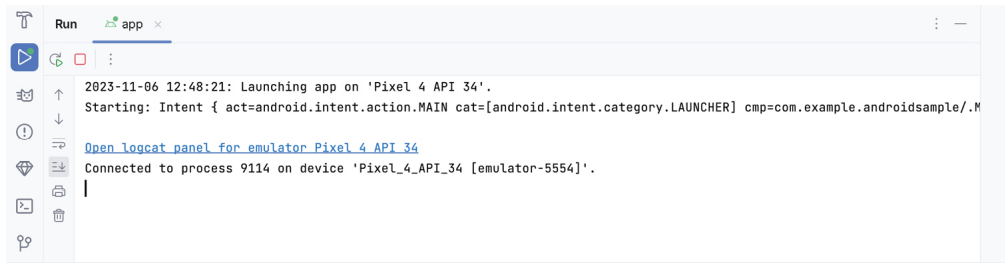 Run
app
2023-11-06 12:48:21: Launching app on 'Pixel 4 API 34'.
Starting: Intent { act=android.intent.action.MAIN cat=[android.intent.category.LAUNCHER] cmp=com.example.androidsample/.M
Open logcat panel for emulator Pixel 4 API 34
Connected to process 9114 on device 'Pixel_4_API_34 [emulator-5554]'.